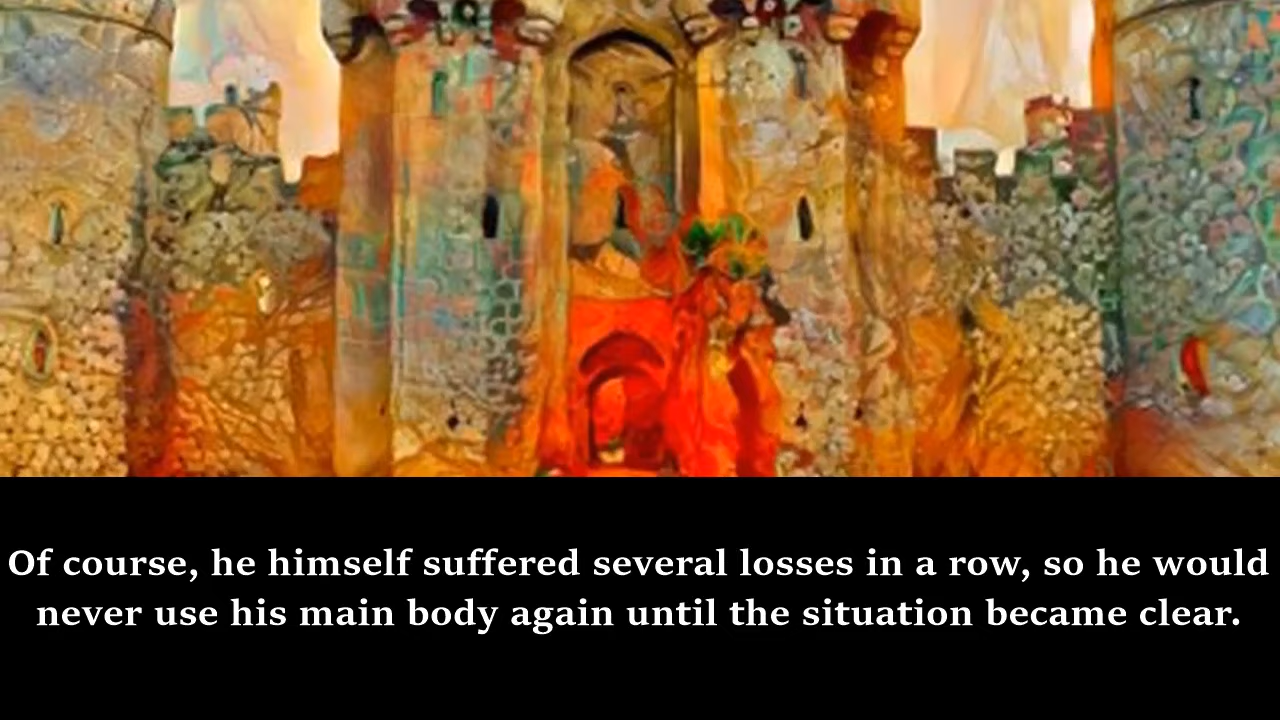 Of course, he himself suffered several losses in a row, so he would
never use his main body again until the situation became clear.